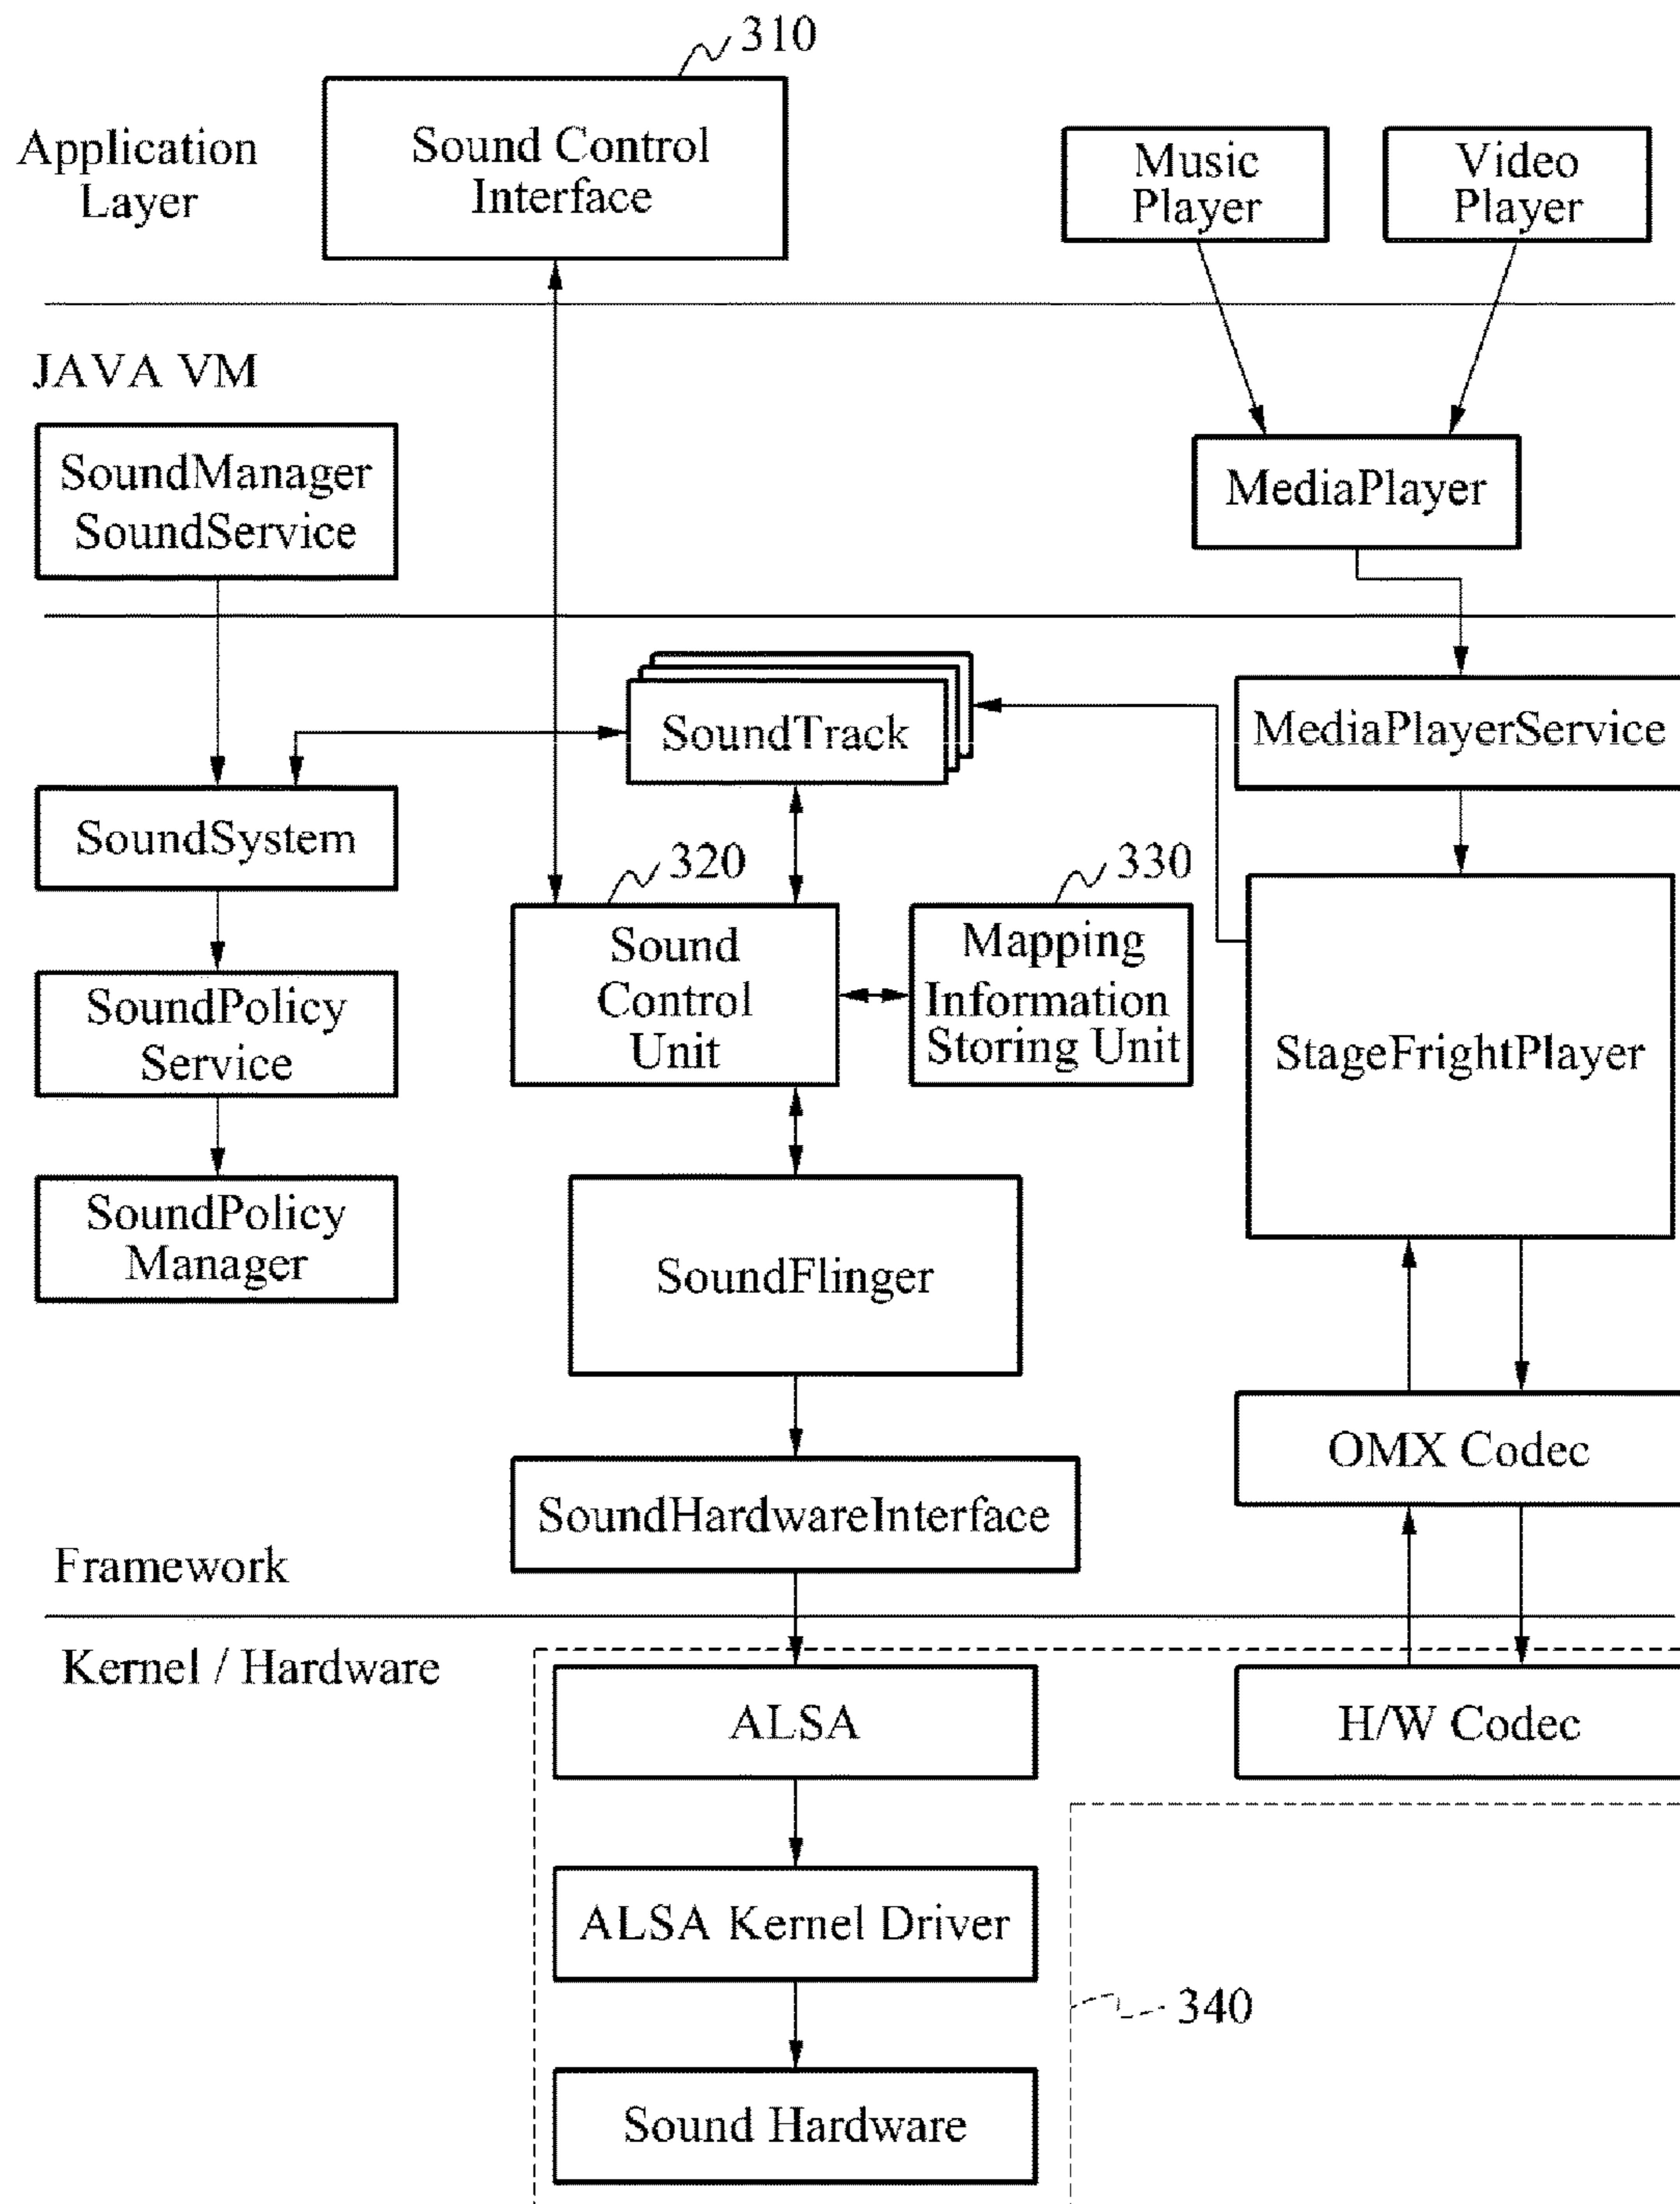 310
Application
Layer
Sound Control
Interface
Music
Player
Video
Player
JAVA VM
SoundManager
SoundService
MediaPlayer
SoundTrack
MediaPlayerService
SoundSystem
320
330
Sound
Control
Unit
Mapping
Information
Storing Unit
StageFrightPlayer
SoundPolicy
Service
SoundPolicy
Manager
SoundFlinger
OMX Codec
SoundHardwareInterface
Framework
Kernel / Hardware
ALSA
H/W Codec
ALSA Kernel Driver
340
Sound Hardware